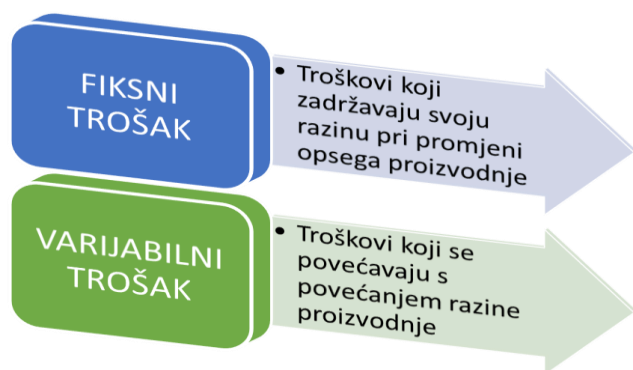 FIKSNI
TROŠAK
• Troškovi koji
zadržavaju svoju
razinu pri promjeni
opsega proizvodnje
VARIJABILNI
TROŠAK
• Troškovi koji se
povećavaju s
povećanjem razine
proizvodnje